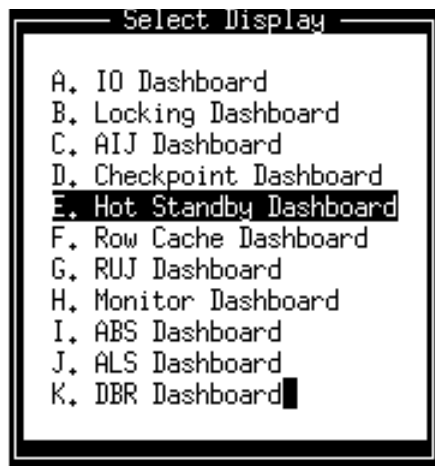 Select Display
A. IO Dashboard
B. Locking Dashboard
C. AIJ Dashboard
D. Checkpoint Dashboard
E. Hot Standby Dashboard
F. Row Cache Dashboard
G. RUJ Dashboard
H. Monitor Dashboard
I. ABS Dashboard
J. ALS Dashboard
K. DBR Dashboard